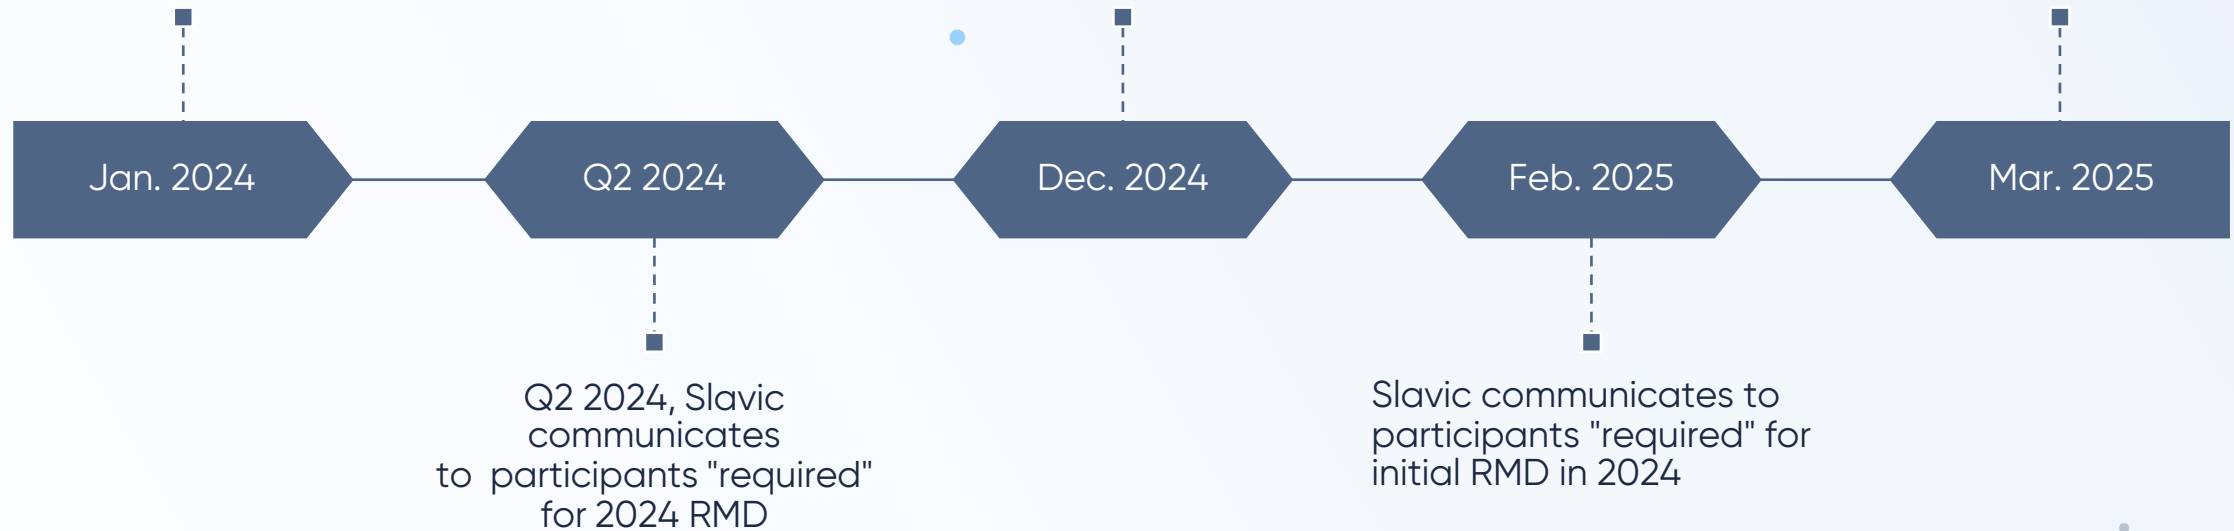 Jan. 2024
Q2 2024
Dec. 2024
Feb. 2025
Mar. 2025
Q2 2024, Slavic
communicates
to  participants "required"
for 2024 RMD
Slavic communicates to
participants "required" for
initial RMD in 2024